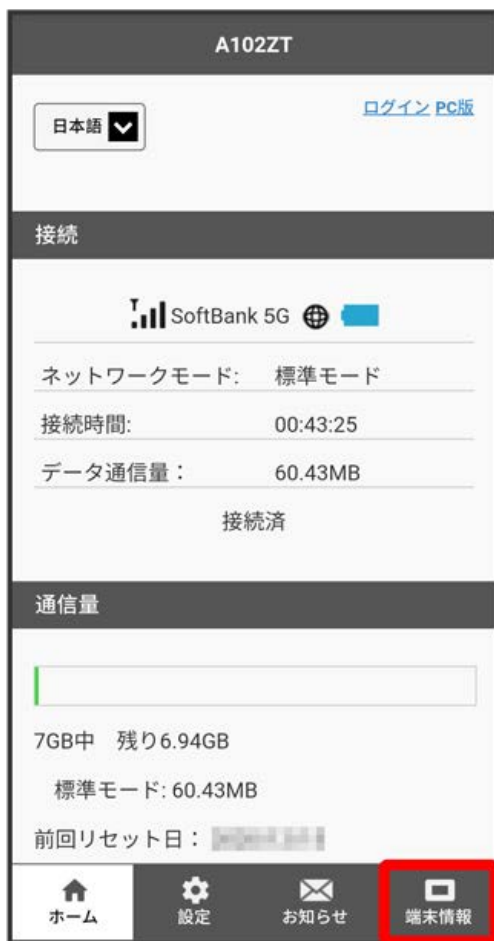 A102ZT
ログイン PC版
日本語
接続
SoftBank 5G
ネットワークモード: 標準モード
接続時間: 00:43:25
データ通信量： 60.43MB
接続済
通信量
7GB中 残り6.94GB
標準モード: 60.43MB
前回リセット日：
ホーム 設定 お知らせ 端末情報